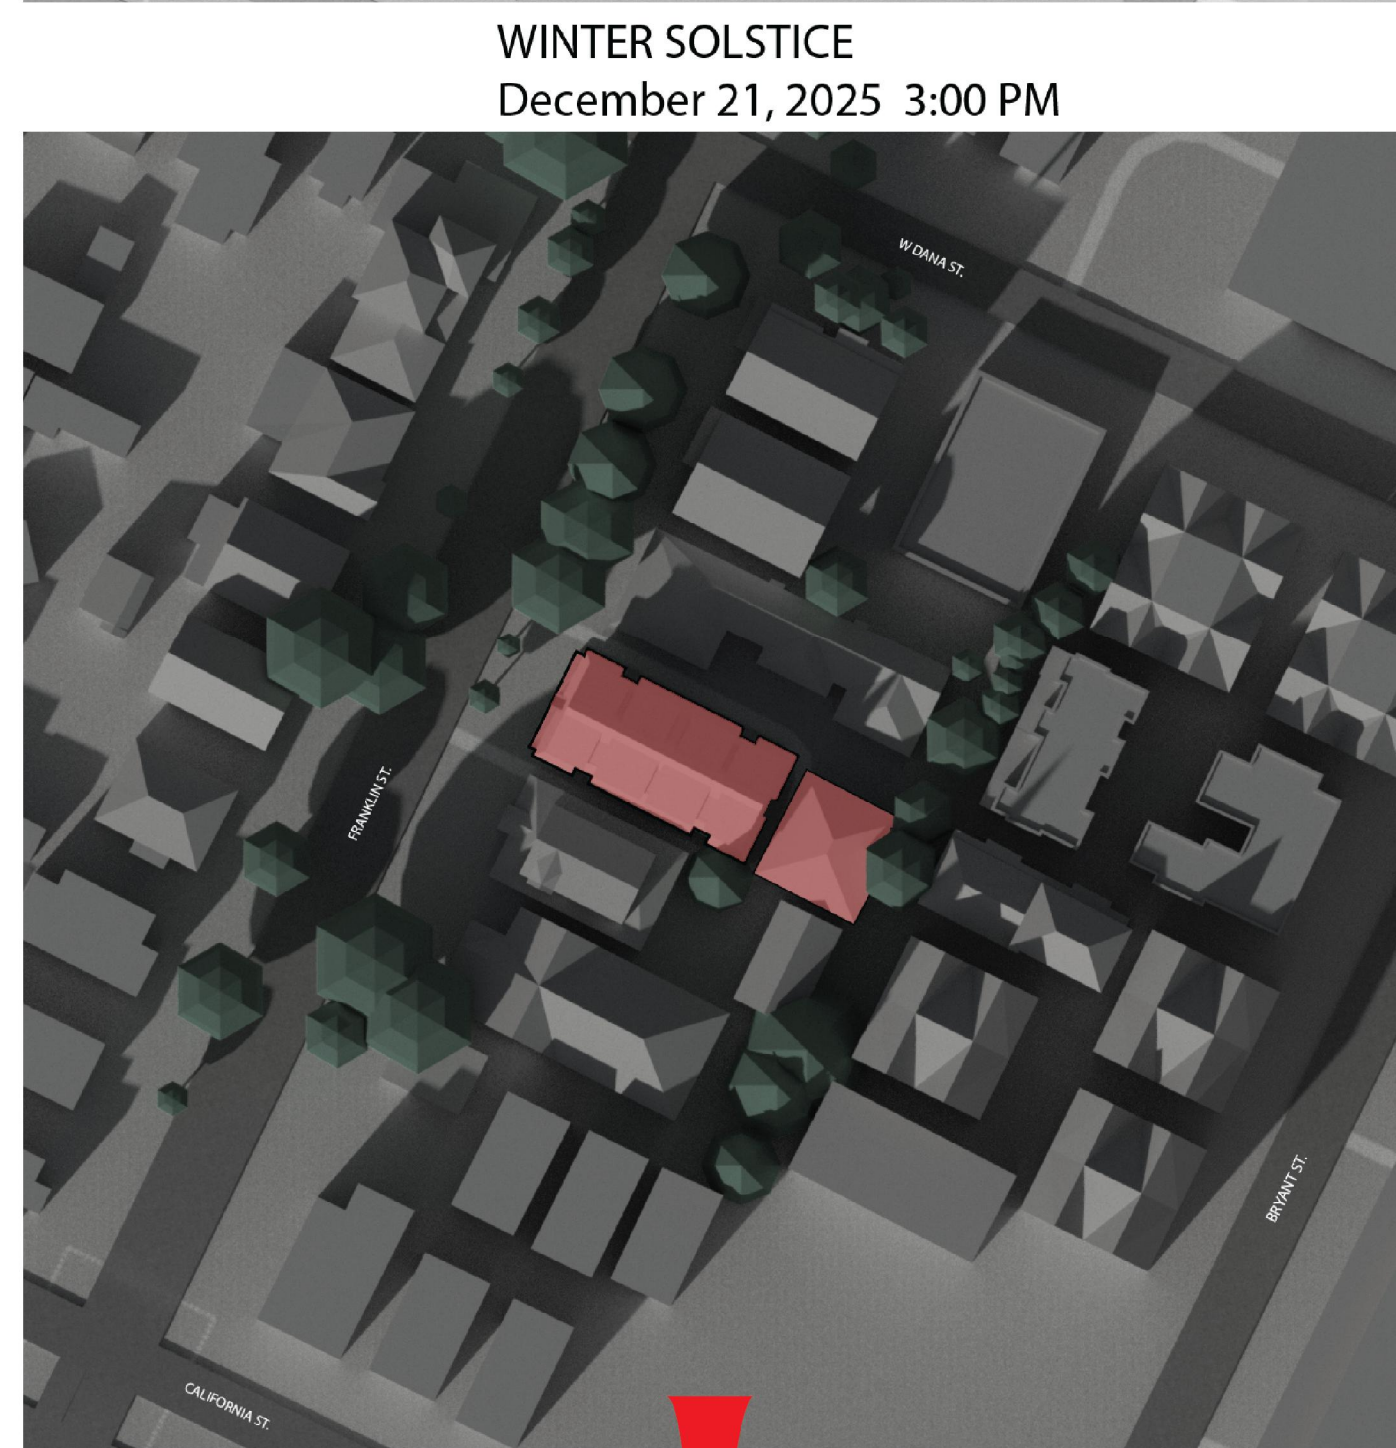 WINTER SOLSTICE
December 21, 2025 3:00 PM
W DANA ST.
FRANKLIN ST.
BRYANT ST.
CALIFORNIA ST.